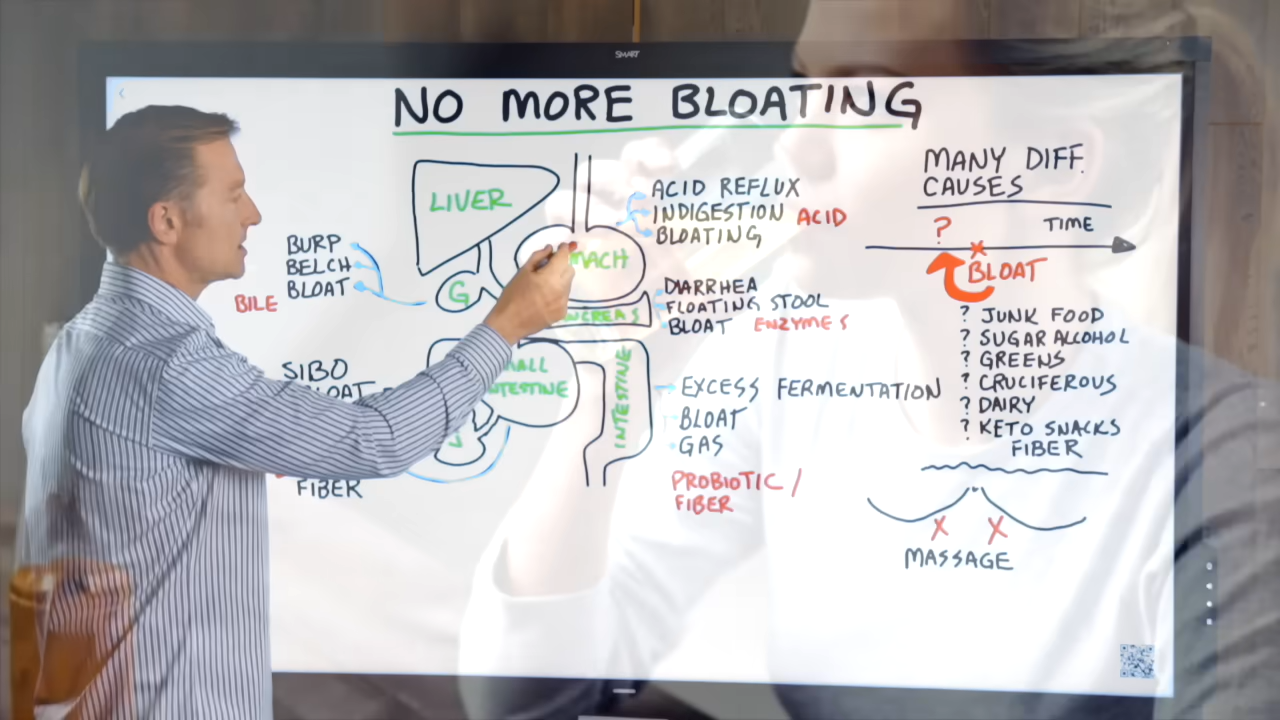 SMART
NO MORE BLOATING
LIVER
G
ACID REFLUX
INDIGESTION ACID
BLOATING
BURP
BELCH
BLOAT
BILE
DIARRHEA
FLOATING STOOL
BLOAT ENZYMES
SIBO
FIBER
INTESTINE
EXCESS FERMENTATION
BLOAT
GAS
PROBIOTIC /
FIBER
MANY DIFF.
CAUSES
? TIME
BLOAT
? JUNK FOOD
? SUGAR ALCOHOL
? GREENS
? CRUCIFEROUS
? DAIRY
? KETO SNACKS
FIBER
X X
MASSAGE